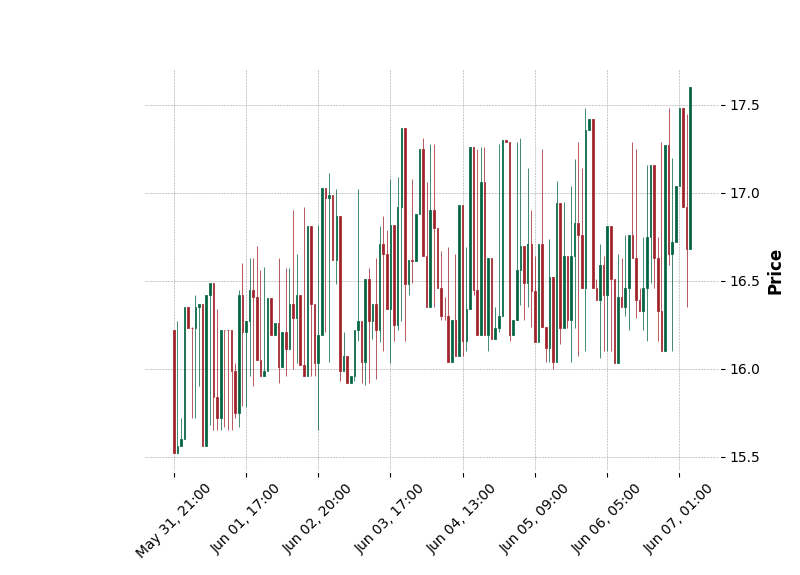 17.5
17.0
16.5
16.0
15.5
Price
May 31, 21:00
Jun 01, 17:00
Jun 02, 20:00
Jun 03, 17:00
Jun 04, 13:00
Jun 05, 09:00
Jun 06, 05:00
Jun 07, 01:00